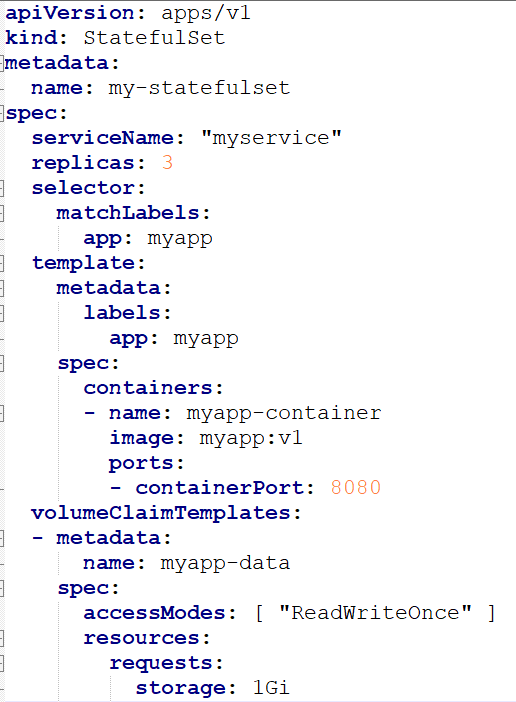 apiVersion: apps/v1
kind: StatefulSet
metadata:
  name: my-statefulset
spec:
  serviceName: "myservice"
  replicas: 3
  selector:
    matchLabels:
      app: myapp
  template:
    metadata:
      labels:
        app: myapp
    spec:
      containers:
      - name: myapp-container
        image: myapp:v1
        ports:
        - containerPort: 8080
  volumeClaimTemplates:
  - metadata:
      name: myapp-data
    spec:
      accessModes: [ "ReadWriteOnce" ]
      resources:
        requests:
          storage: 1Gi